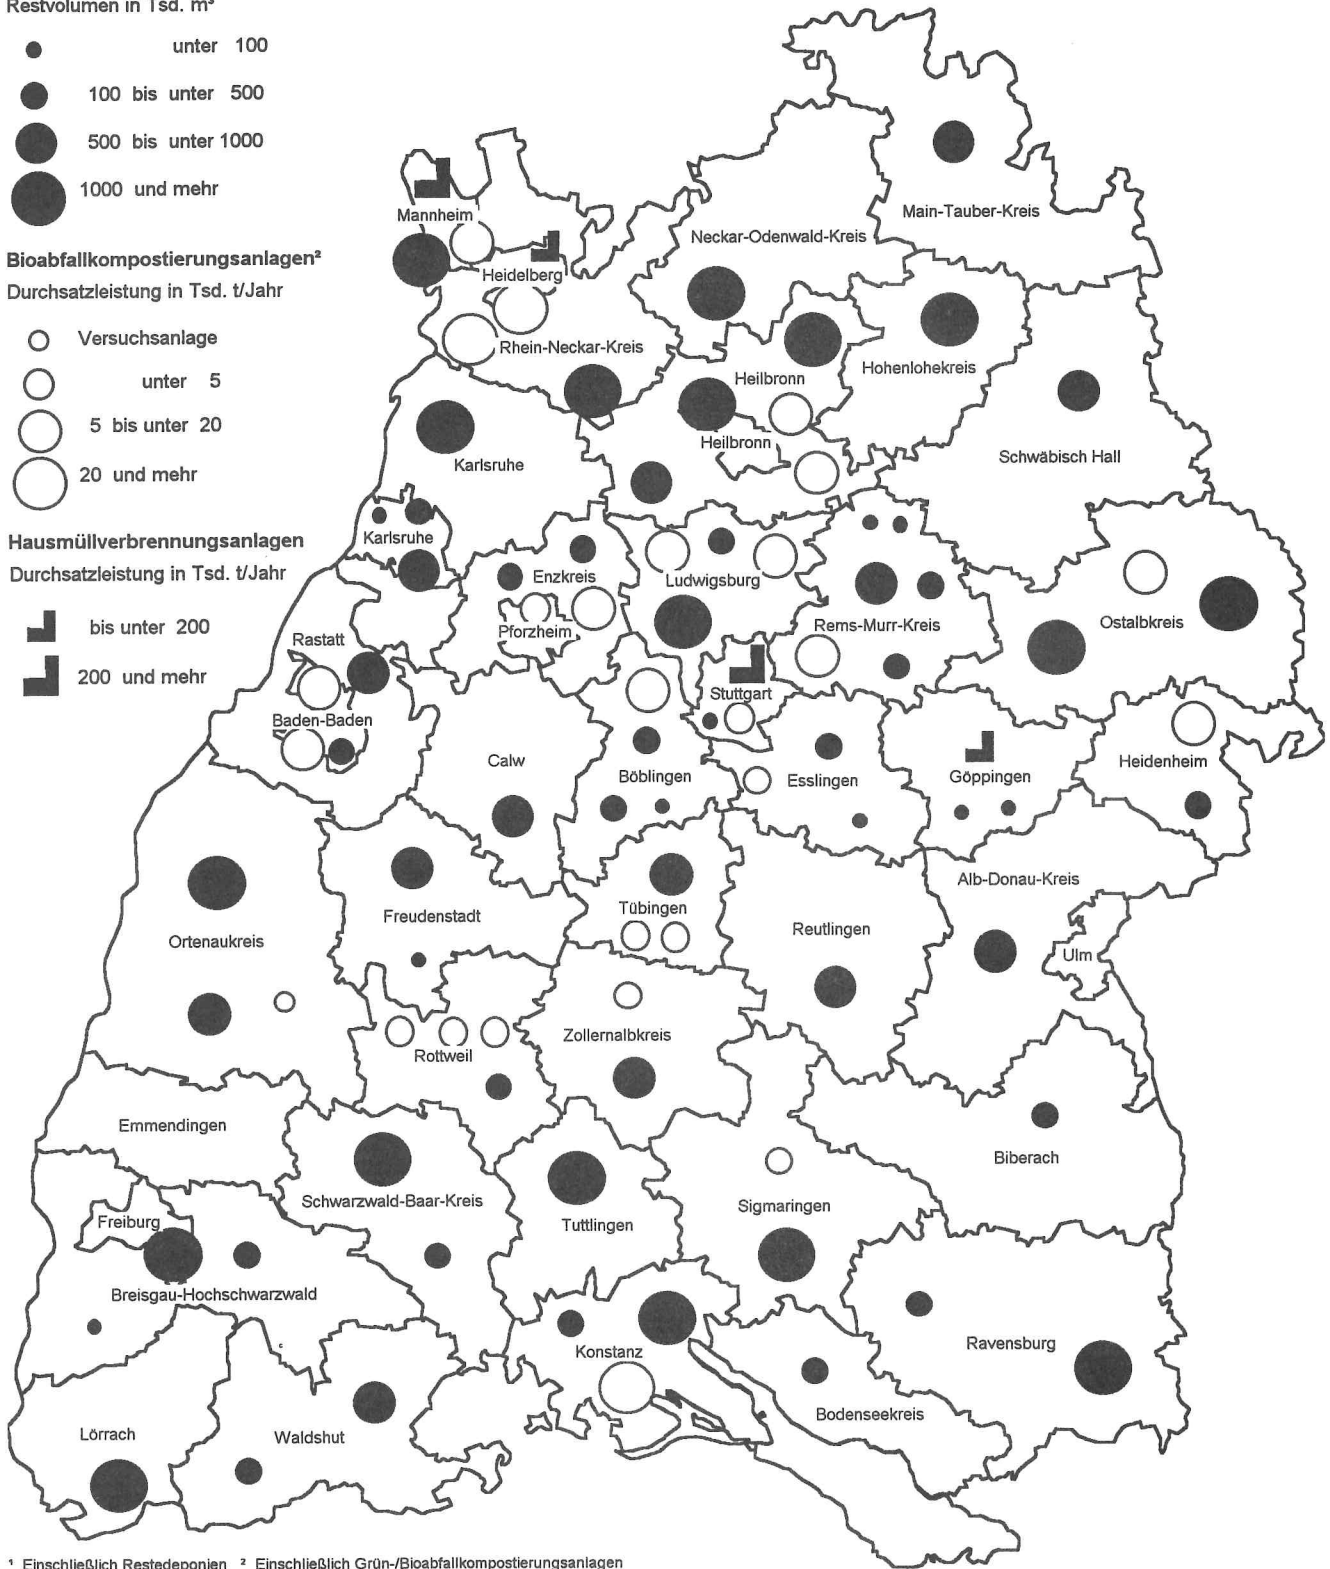 Restvolumen in Tsd. m³
unter 100
100 bis unter 500
500 bis unter 1000
1000 und mehr
Bioabfallkompostierungsanlagen²
Durchsatzleistung in Tsd. t/Jahr
Versuchsanlage
unter 5
5 bis unter 20
20 und mehr
Hausmüllverbrennungsanlagen
Durchsatzleistung in Tsd. t/Jahr
bis unter 200
200 und mehr
Main-Tauber-Kreis
Mannheim
Neckar-Odenwald-Kreis
Heidelberg
Rhein-Neckar-Kreis
Hohenlohekreis
Heilbronn
Heilbronn
Schwäbisch Hall
Karlsruhe
Karlsruhe
Enzkreis
Ludwigsburg
Pforzheim
Rems-Murr-Kreis
Ostalbkreis
Rastatt
Stuttgart
Baden-Baden
Calw
Böblingen
Esslingen
Göppingen
Heidenheim
Alb-Donau-Kreis
Freudenstadt
Tübingen
Reutlingen
Ortenaukreis
Ulm
Zollernalbkreis
Rottweil
Emmendingen
Biberach
Schwarzwald-Baar-Kreis
Sigmaringen
Freiburg
Tuttlingen
Breisgau-Hochschwarzwald
Ravensburg
Konstanz
Bodenseekreis
Lörrach
Waldshut
¹ Einschließlich Restedeponien ² Einschließlich Grün-/Bioabfallkompostierungsanlagen